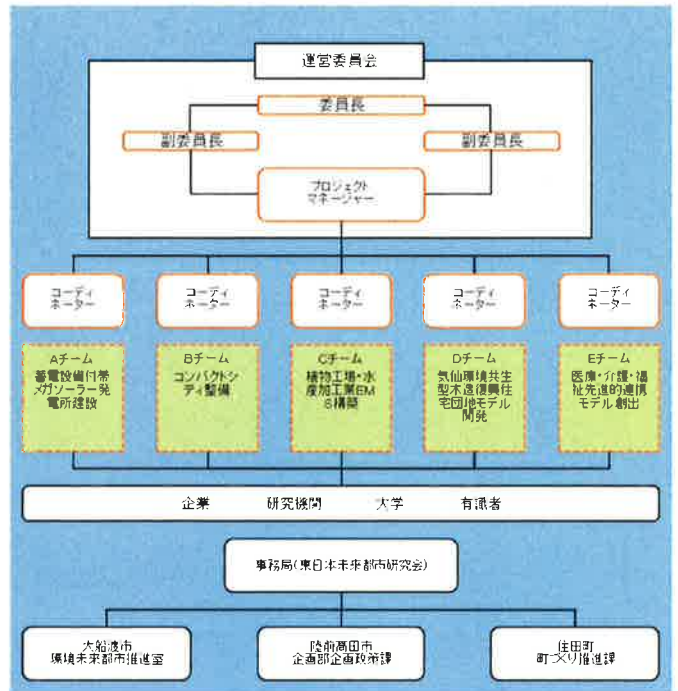 運営委員会
委員長
副委員長
副委員長
プロジェクト
マネージャー
コーディ
ネーター
コーディ
ネーター
コーディ
ネーター
コーディ
ネーター
コーディ
ネーター
Aチーム
蓄電設備付帯
メガソーラー発
電所建設
Bチーム
コンパクトシ
ティ整備
Cチーム
植物工場・水
産加工業EM
S構築
Dチーム
気仙環境共生
型木造復興住
宅団地モデル
開発
Eチーム
医療・介護・福
祉先進的連携
モデル創出
企業 研究機関 大学 有識者
事務局(東日本未来都市研究会)
大船渡市
環境未来都市推進室
陸前高田市
企画部企画政策課
住田町
町づくり推進課